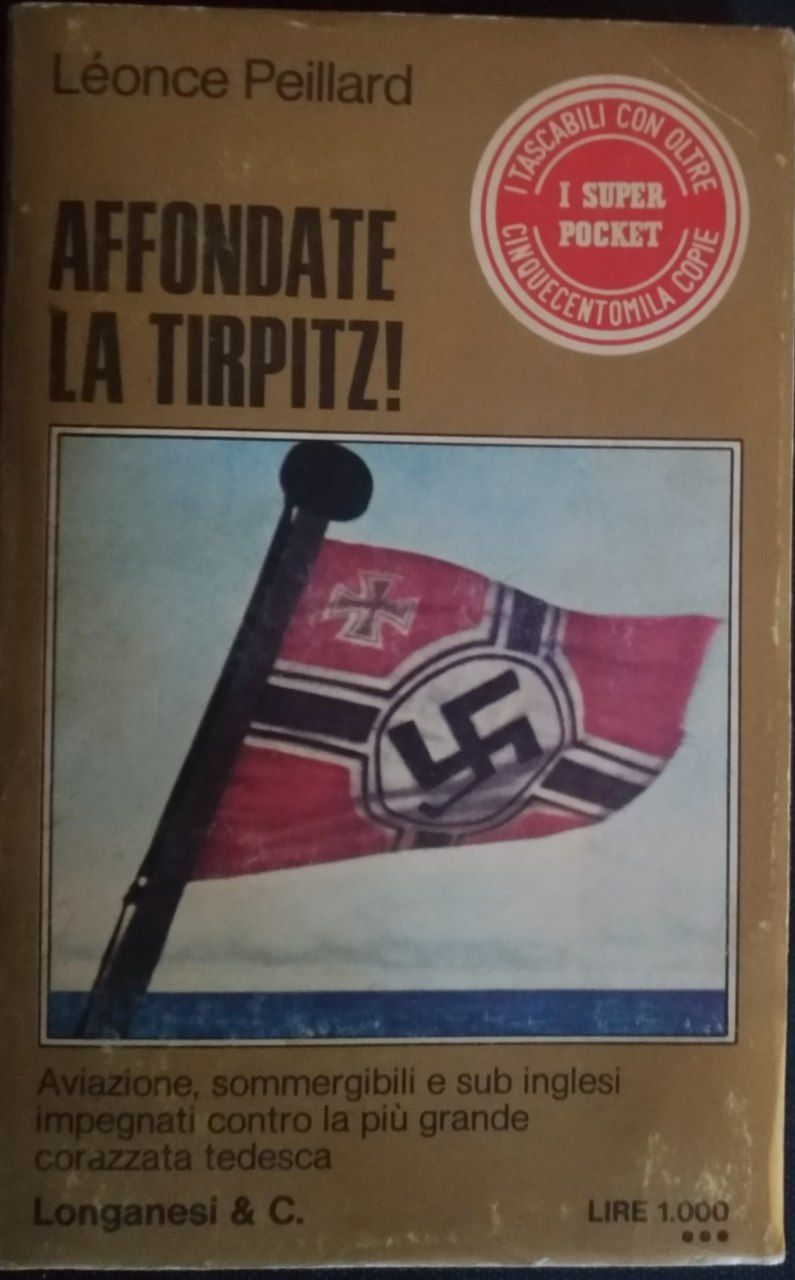 Léonce Peillard
I TASCABILI CON OLTRE
I SUPER
POCKET
CINQUECENTOMILA COPIE
AFFONDATE
LA TIRPITZ!
Aviazione, sommergibili e sub inglesi
impegnati contro la più grande
corazzata tedesca
Longanesi & C.
LIRE 1.000